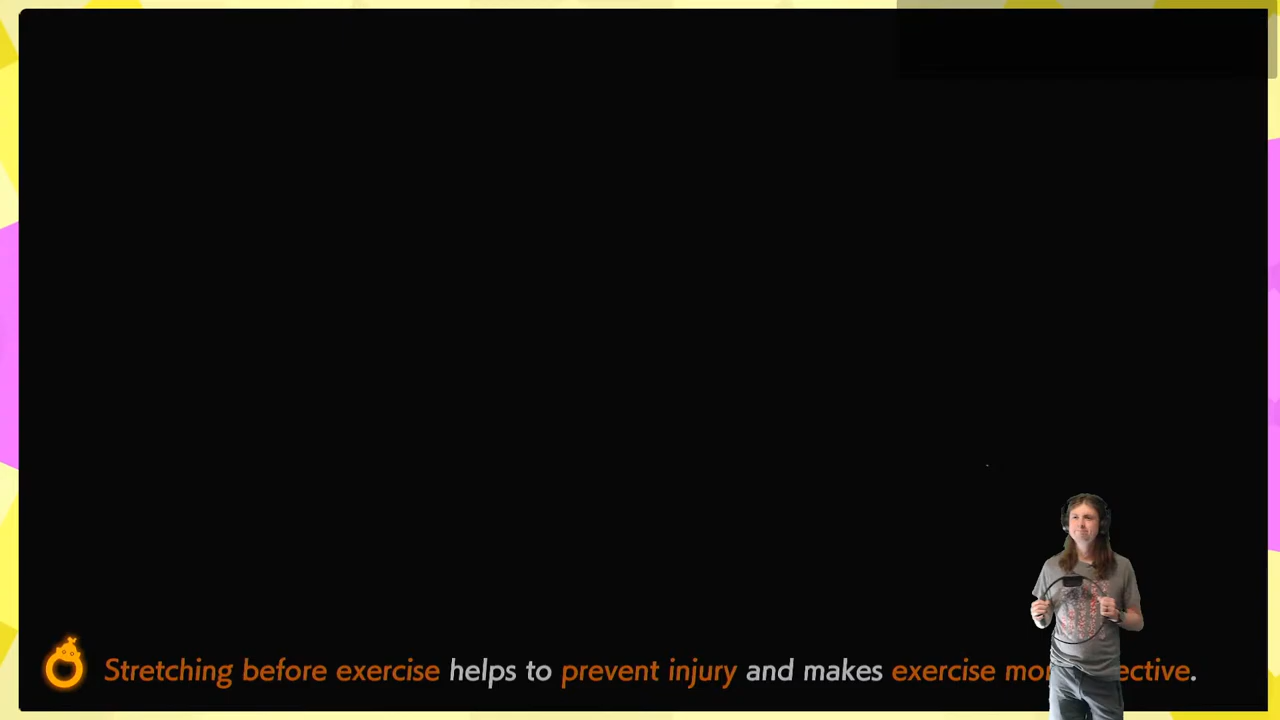 Stretching before exercise helps to prevent injury and makes exercise